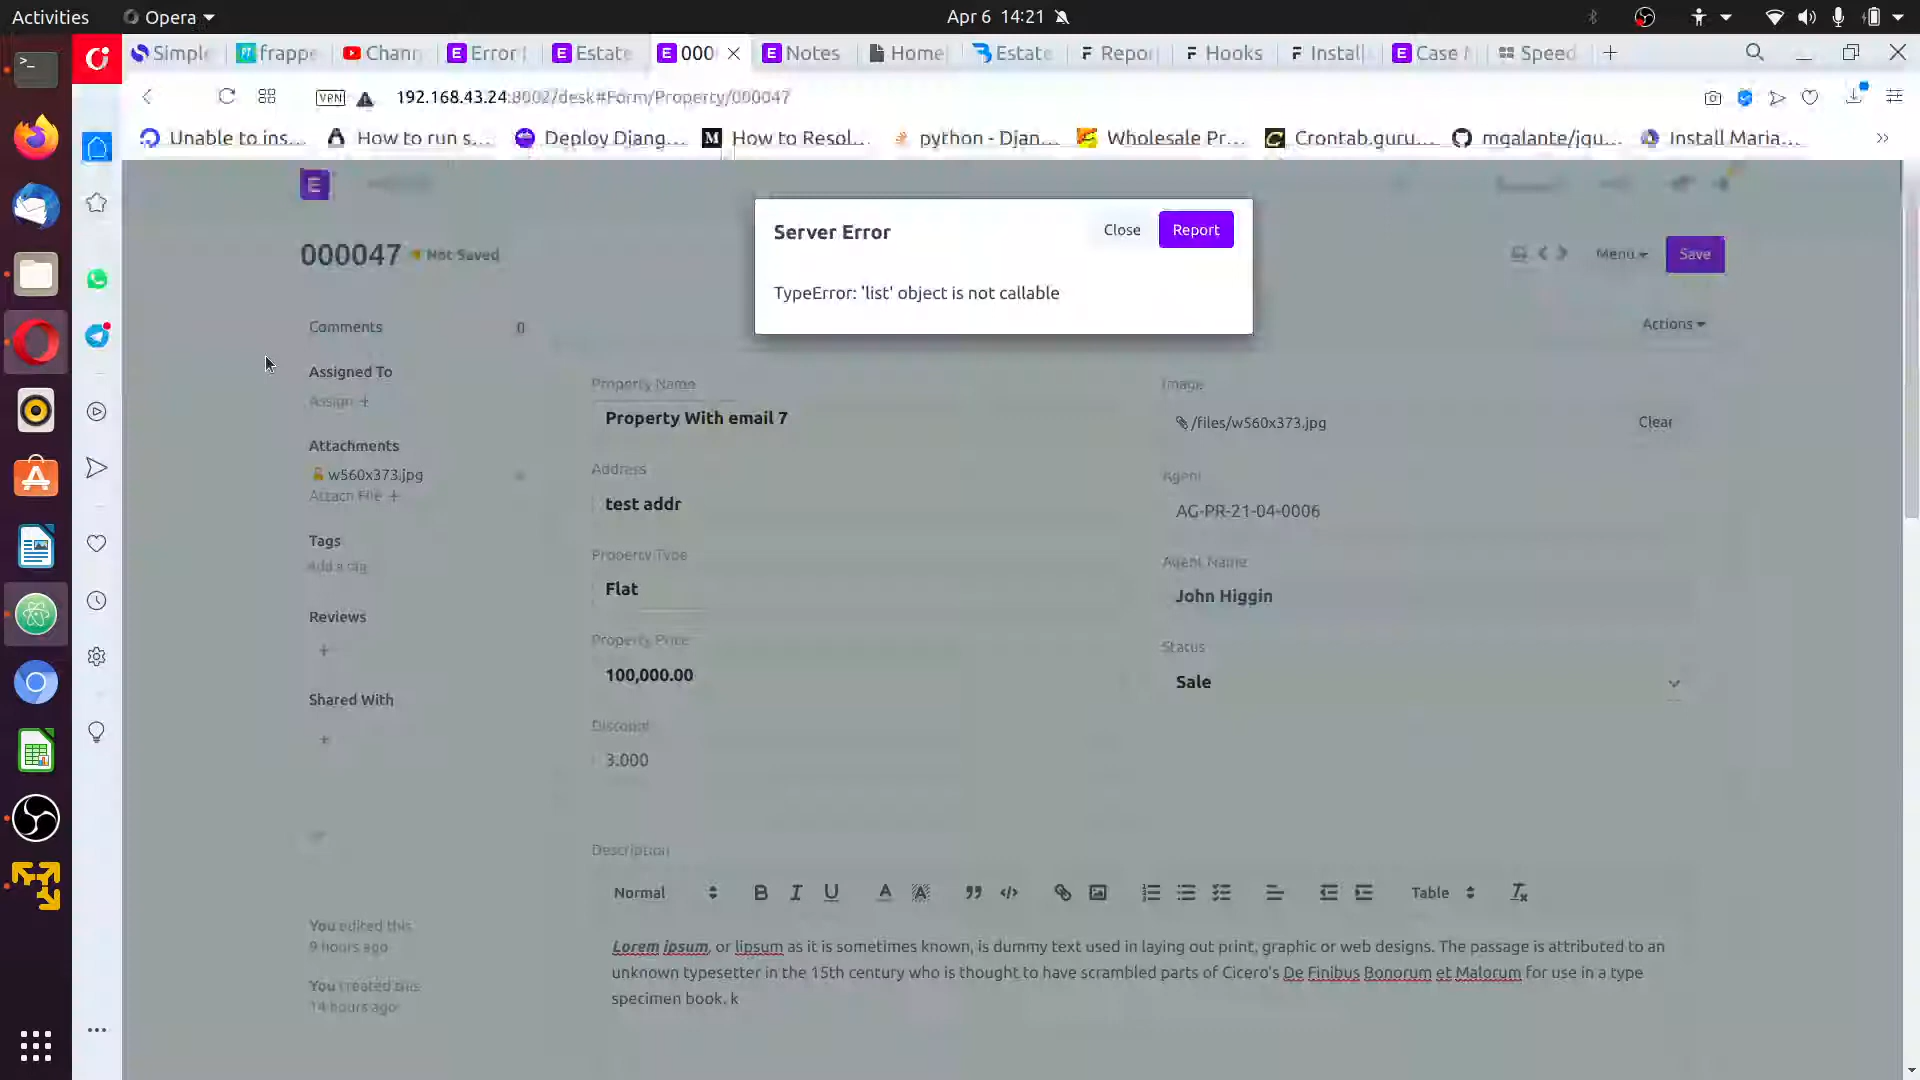 Activities
Opera
Apr 6 14:21
Simple
frappe
Chann
Error
Estate
000
Notes
Home
Estate
Repor
Hooks
Install
Case
Speed
VPN
192.168.43.24:8002/desk#Form/Property/000047
Unable to ins...
How to run s...
Deploy Djang...
How to Resol...
python - Djan...
Wholesale Pr...
Crontab.guru...
mgalante/jqu...
Install Maria...
E
000047
Not Saved
Menu
Save
Server Error
Close
Report
TypeError: 'list' object is not callable
Comments
0
Actions
Assigned To
Assign +
Attachments
w560x373.jpg
Attach File +
Tags
Add a tag
Reviews
+
Shared With
+
You edited this
9 hours ago
You created this
14 hours ago
Property Name
Property With email 7
Address
test addr
Property Type
Flat
Property Price
100,000.00
Discount
3.000
Image
/files/w560x373.jpg
Clear
Agent
AG-PR-21-04-0006
Agent Name
John Higgin
Status
Sale
Description
Normal
Table
Lorem ipsum, or lipsum as it is sometimes known, is dummy text used in laying out print, graphic or web designs. The passage is attributed to an
unknown typesetter in the 15th century who is thought to have scrambled parts of Cicero's De Finibus Bonorum et Malorum for use in a type
specimen book. k